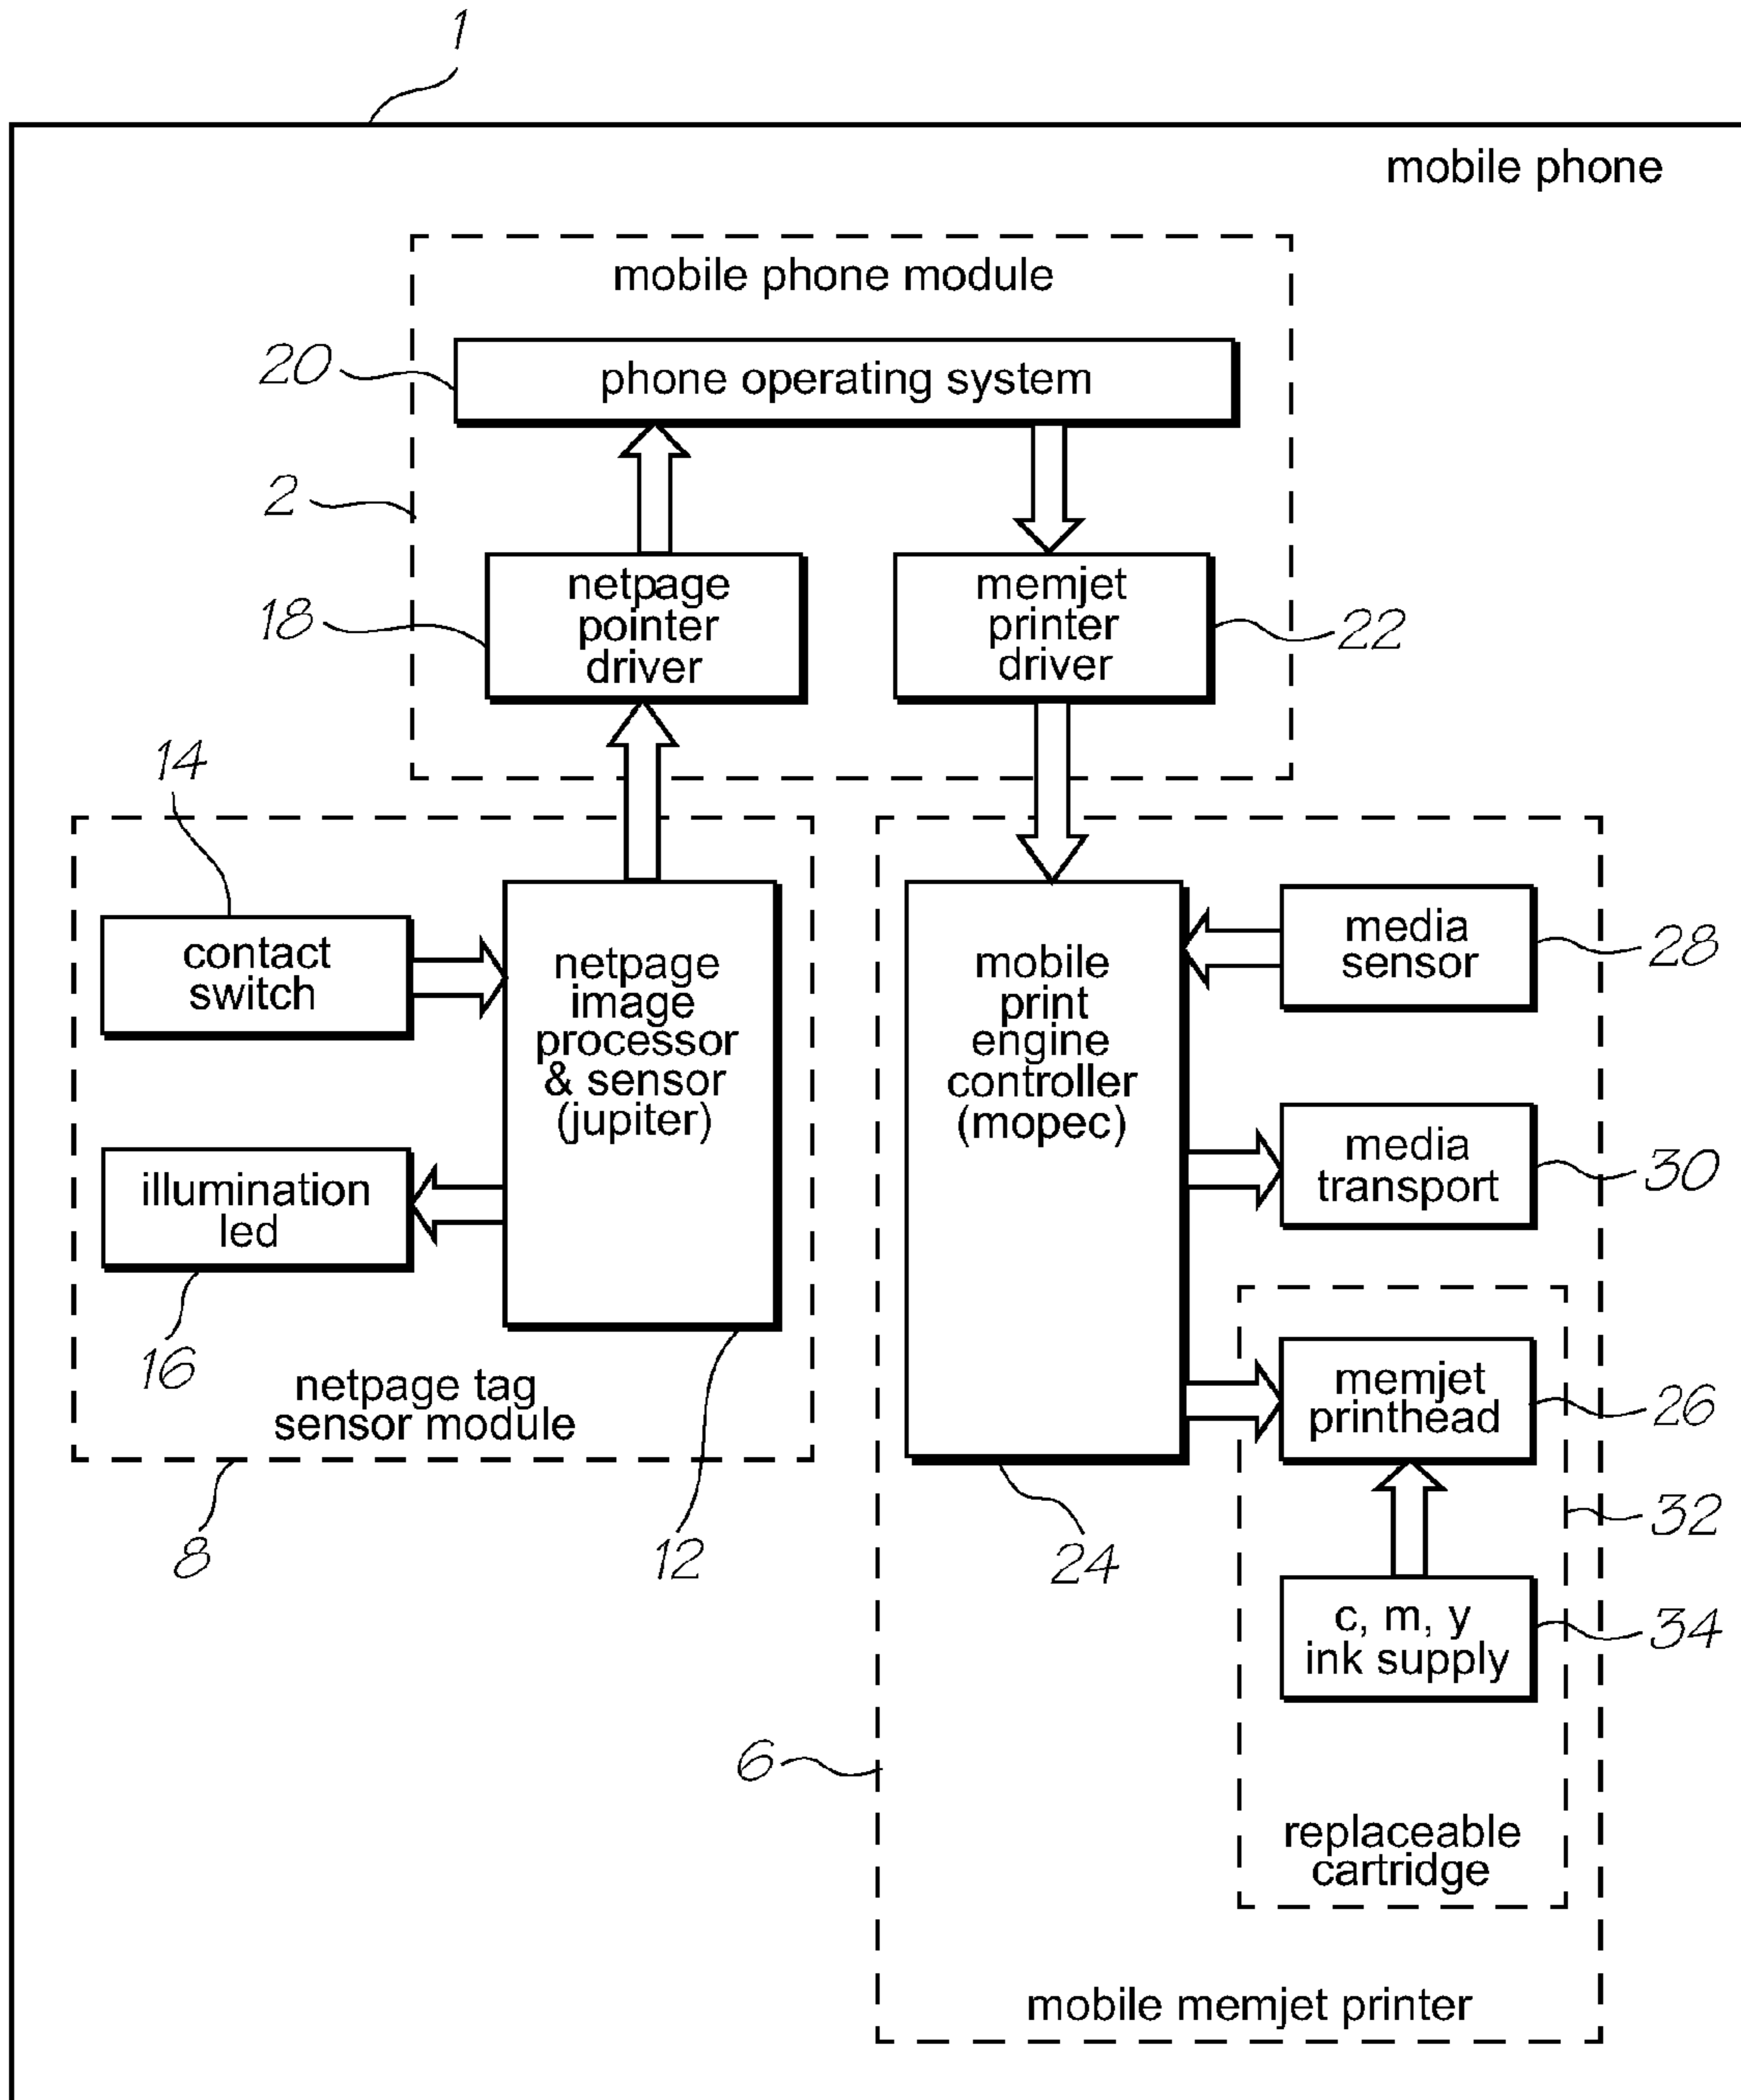 1
mobile phone
mobile phone module
20
phone operating system
2
netpage
pointer
driver
18
memjet
printer
driver
22
14
contact
switch
netpage
image
processor
& sensor
(jupiter)
illumination
led
16
netpage tag
sensor module
8
12
mobile
print
engine
controller
(mopec)
24
media
sensor
28
media
transport
30
memjet
printhead
26
32
c, m, y
ink supply
34
6
replaceable
cartridge
mobile memjet printer